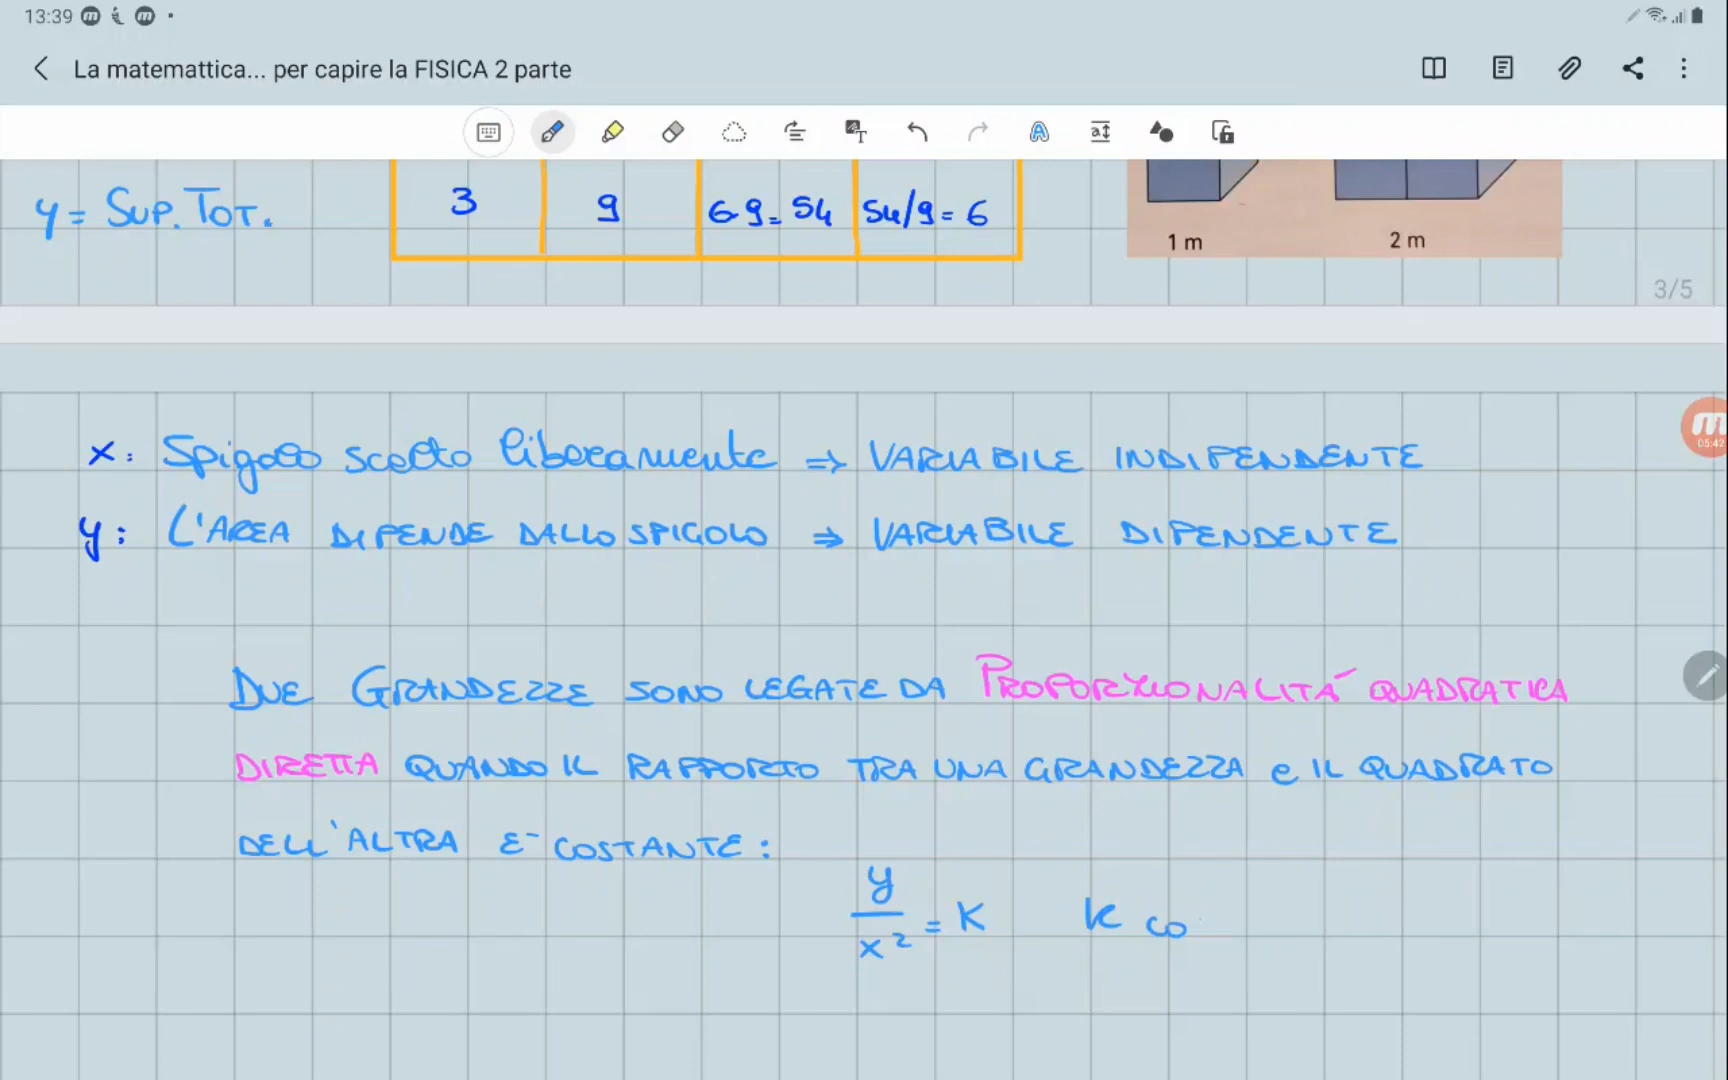 13:39
La matemattica... per capire la FISICA 2 parte
y = SUP. TOT.
3 9 6 9 = 54 54/9 = 6
1 m 2 m
3/5
x: Spigolo scelto liberamente => VARIABILE INDIPENDENTE
05:42
y: L'AREA DIPENDE DALLO SPIGOLO => VARIABILE DIPENDENTE
DUE GRANDEZZE SONO LEGATE DA PROPORZIONALITÁ QUADRATICA
DIRETTA QUANDO IL RAPPORTO TRA UNA GRANDEZZA e IL QUADRATO
DELL'ALTRA E- COSTANTE:
y/x² = K K co